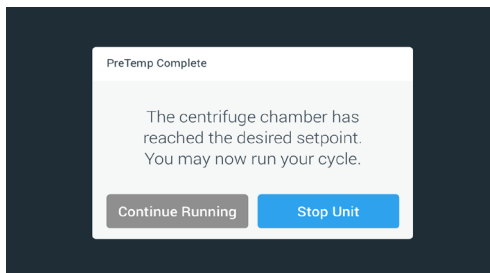 PreTemp Complete
The centrifuge chamber has
reached the desired setpoint.
You may now run your cycle.
Continue Running
Stop Unit